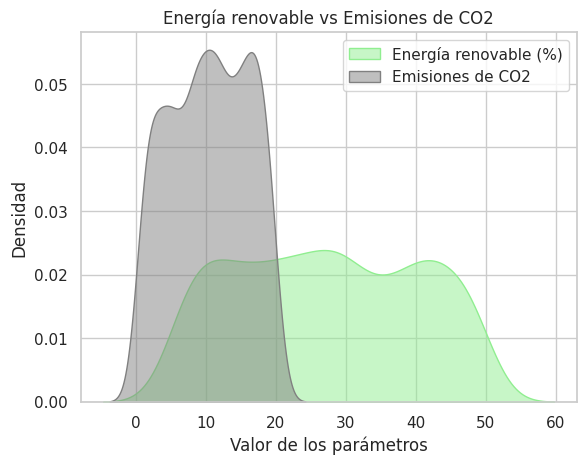 Energía renovable vs Emisiones de CO2
Energía renovable (%)
Emisiones de CO2
Densidad
0.05
0.04
0.03
0.02
0.01
0.00
0 10 20 30 40 50 60
Valor de los parámetros